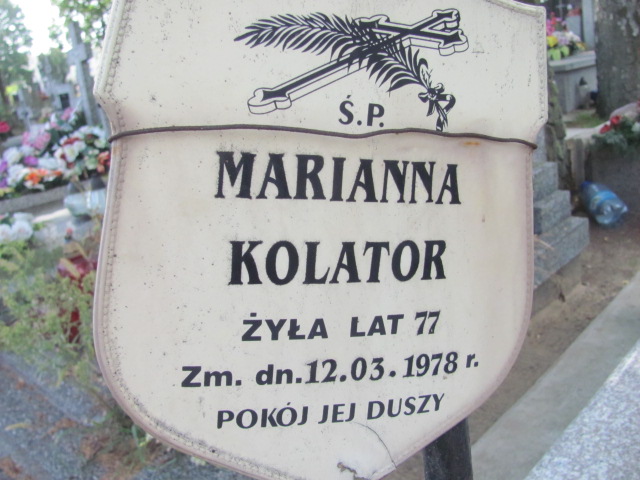 Ś.P.
MARIANNA
KOLATOR
ŻYŁA LAT 77
Zm. dn. 12.03.1978 r.
POKÓJ JEJ DUSZY